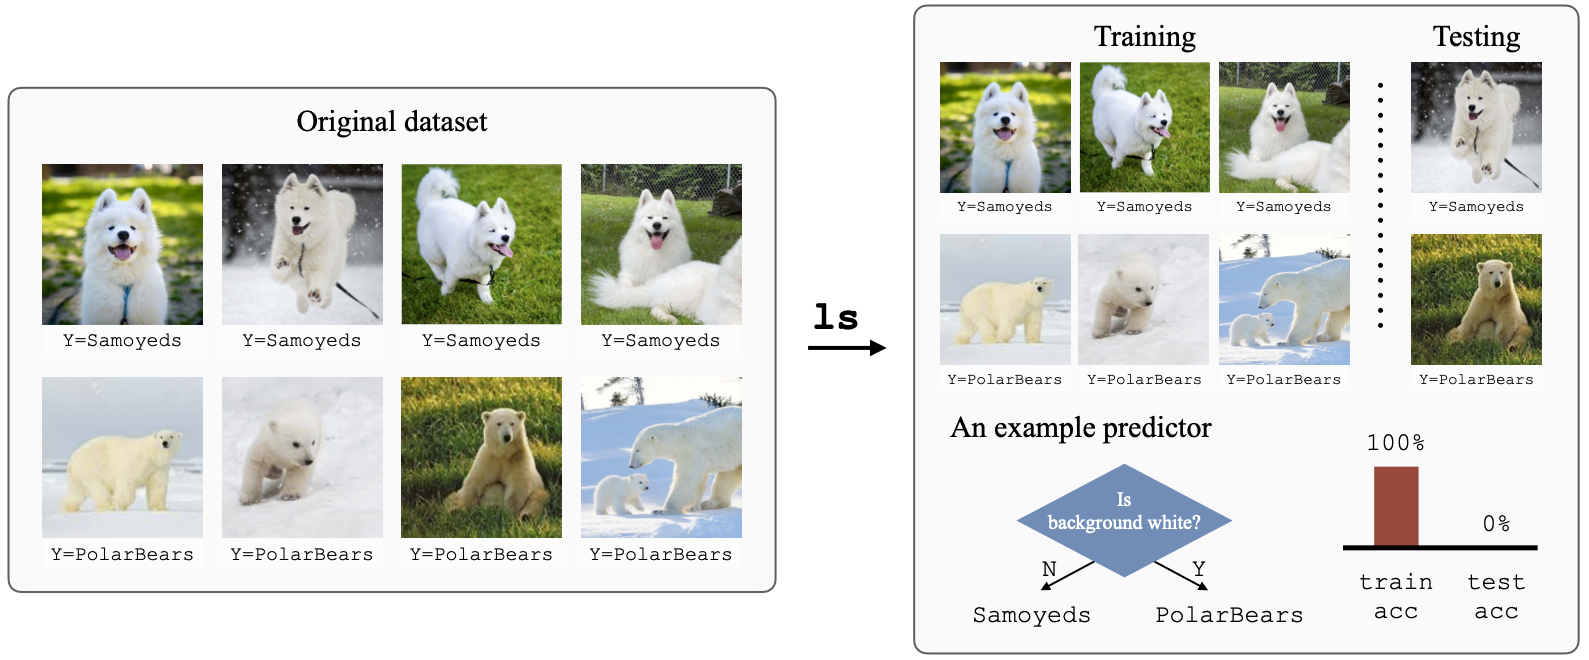 Original dataset
Y=Samoyeds
Y=Samoyeds
Y=Samoyeds
Y=Samoyeds
Y=PolarBears
Y=PolarBears
Y=PolarBears
Y=PolarBears
ls
Training
Testing
Y=Samoyeds
Y=Samoyeds
Y=Samoyeds
Y=Samoyeds
Y=PolarBears
Y=PolarBears
Y=PolarBears
Y=PolarBears
An example predictor
Is
background white?
N
Y
Samoyeds
PolarBears
100%
0%
train
acc
test
acc